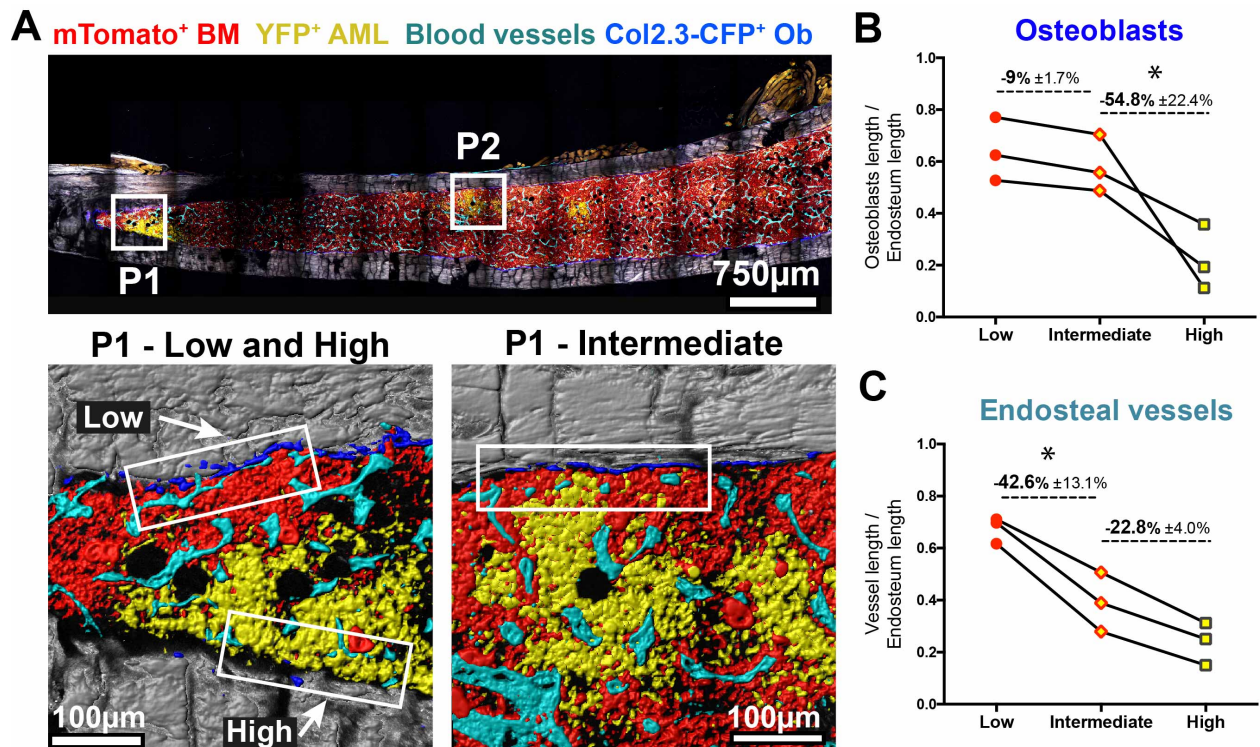 A
mTomato⁺ BM YFP⁺ AML Blood vessels Col2.3-CFP⁺ Ob
P1
P2
750µm
P1 - Low and High
Low
High
100µm
P1 - Intermediate
100µm
B
Osteoblasts
-9% ±1.7%
*
-54.8% ±22.4%
Osteoblasts length /
Endosteum length
1.0
0.8
0.6
0.4
0.2
0.0
Low Intermediate High
C
Endosteal vessels
*
-42.6% ±13.1%
-22.8% ±4.0%
Vessel length /
Endosteum length
1.0
0.8
0.6
0.4
0.2
0.0
Low Intermediate High